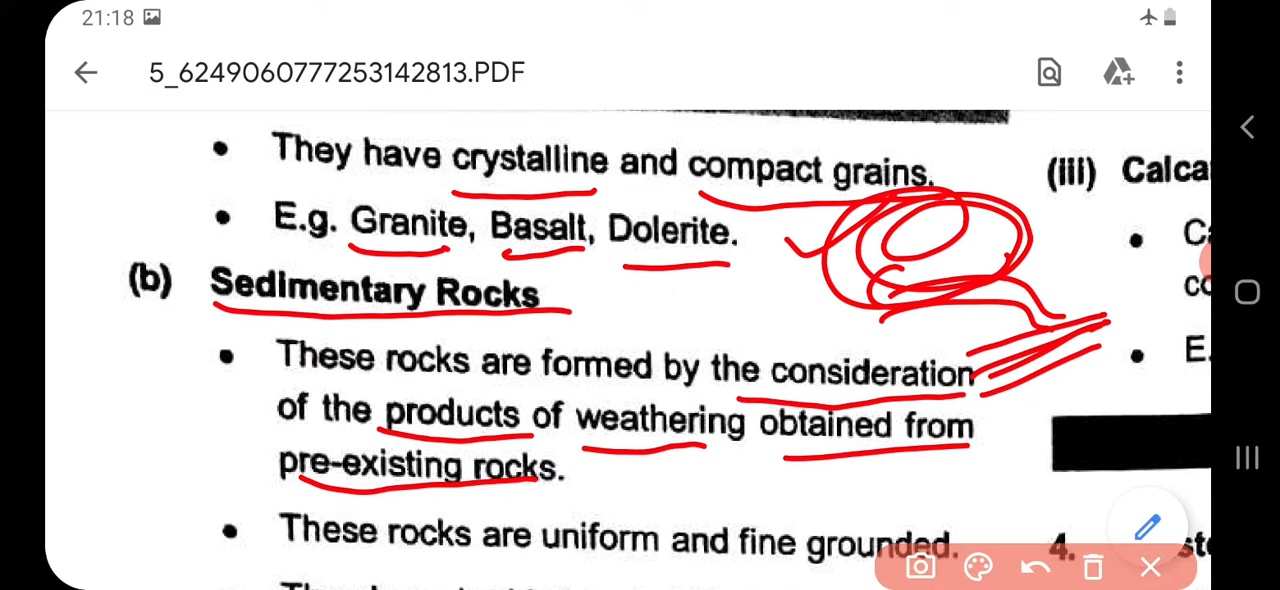 21:18
5_6249060777253142813.PDF
• They have crystalline and compact grains.
• E.g. Granite, Basalt, Dolerite.
(b) Sedimentary Rocks
• These rocks are formed by the consideration
of the products of weathering obtained from
pre-existing rocks.
• These rocks are uniform and fine grounded.
(iii) Calca
•
•
E.
4.